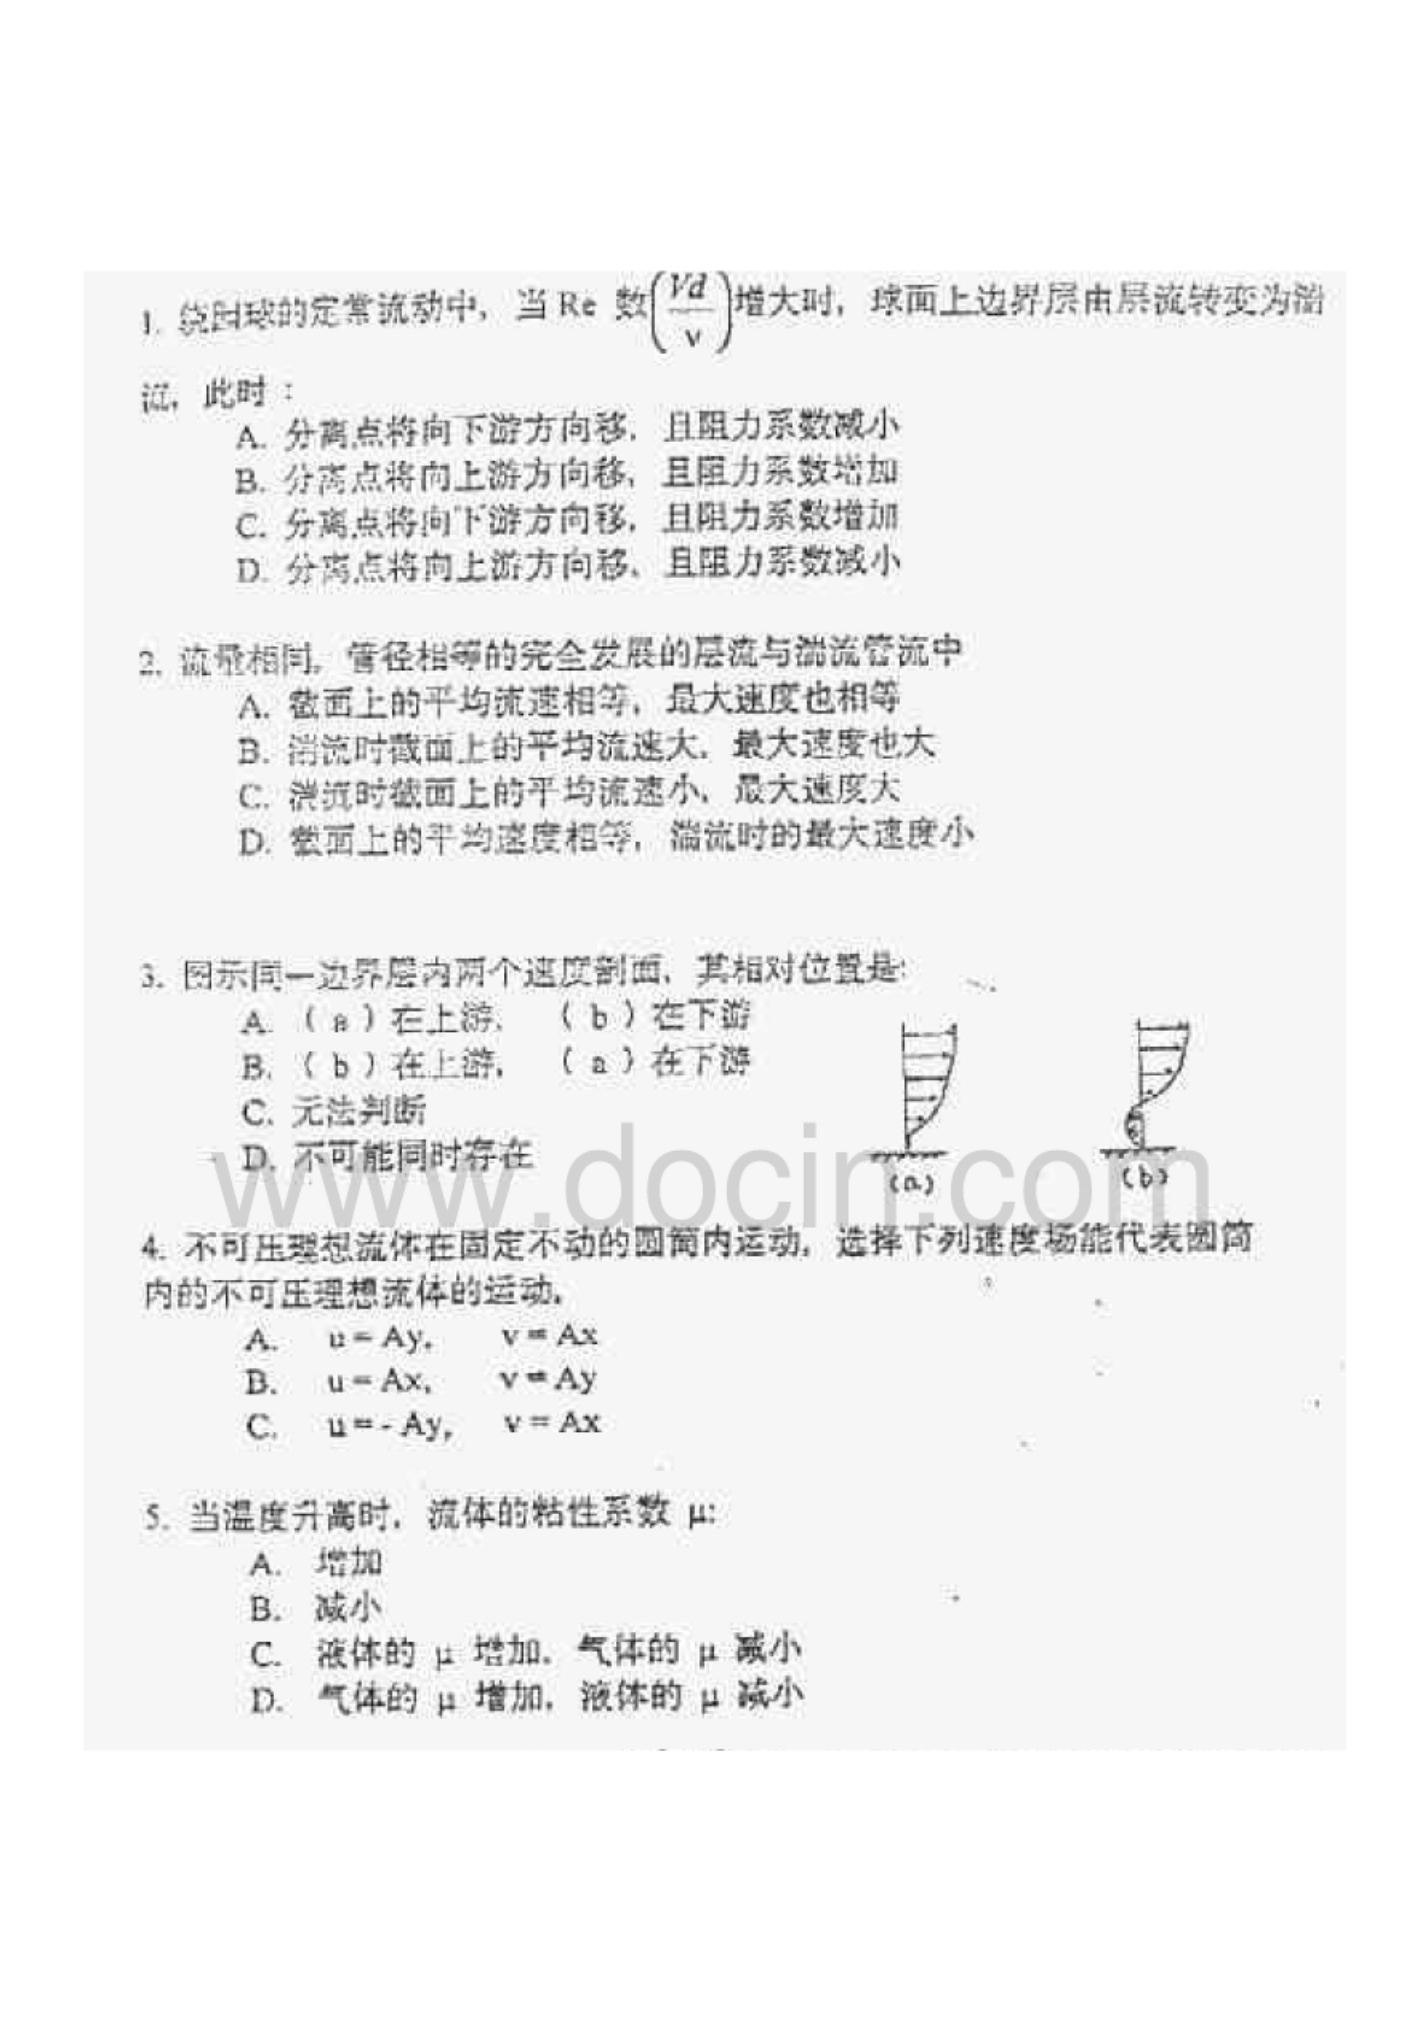 1. 绕圆球的定常流动中，当 Re 数(Vd/ν)增大时，球面上边界层由层流转变为湍
流，此时：
A. 分离点将向下游方向移，且阻力系数减小
B. 分离点将向上游方向移，且阻力系数增加
C. 分离点将向下游方向移，且阻力系数增加
D. 分离点将向上游方向移，且阻力系数减小
2. 流量相同，管径相等的完全发展的层流与湍流管流中
A. 截面上的平均流速相等，最大速度也相等
B. 湍流时截面上的平均流速大，最大速度也大
C. 湍流时截面上的平均流速小，最大速度大
D. 截面上的平均速度相等，湍流时的最大速度小
3. 图示同一边界层内两个速度剖面，其相对位置是:
A. （a）在上游， （b）在下游
B.（b）在上游， （a）在下游
C. 无法判断
D. 不可能同时存在
(a) (b)
www.docin.com
4. 不可压理想流体在固定不动的圆筒内运动，选择下列速度场能代表圆筒
内的不可压理想流体的运动。
A. u = Ay, v = Ax
B. u = Ax, v = Ay
C. u = - Ay, v = Ax
5. 当温度升高时，流体的粘性系数 μ:
A. 增加
B. 减小
C. 液体的 μ 增加，气体的 μ 减小
D. 气体的 μ 增加，液体的 μ 减小